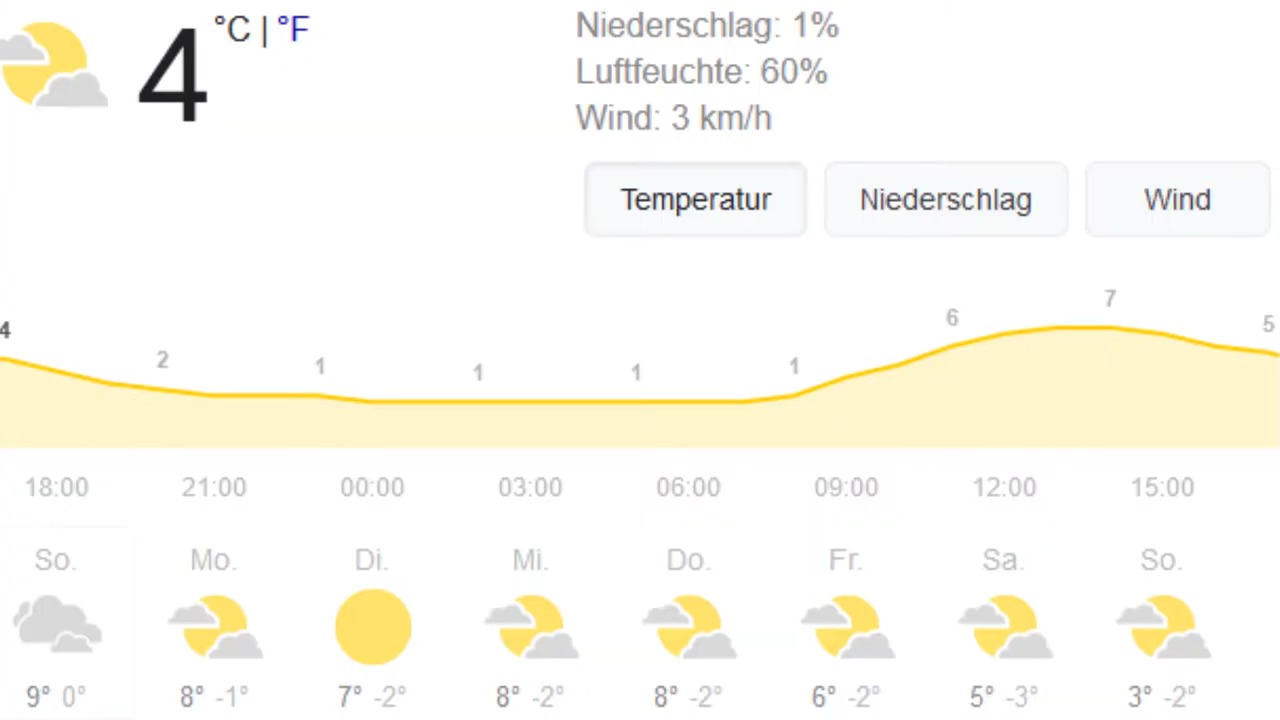 4 °C | °F
Niederschlag: 1%
Luftfeuchte: 60%
Wind: 3 km/h
Temperatur Niederschlag Wind
4 2 1 1 1 1 6 7 5
18:00 21:00 00:00 03:00 06:00 09:00 12:00 15:00
So. Mo. Di. Mi. Do. Fr. Sa. So.
9° 0° 8° -1° 7° -2° 8° -2° 8° -2° 6° -2° 5° -3° 3° -2°